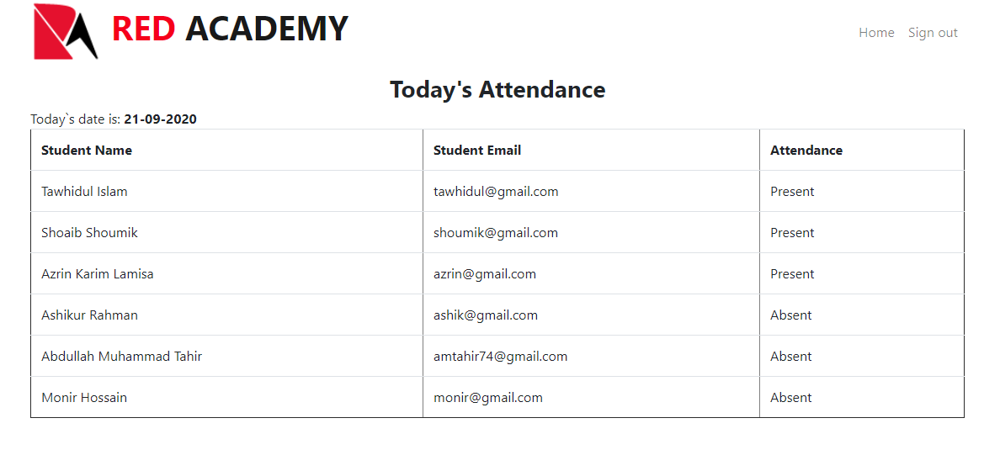 RED ACADEMY
Home Sign out
Today's Attendance
Today`s date is: 21-09-2020
Student Name Student Email Attendance
Tawhidul Islam tawhidul@gmail.com Present
Shoaib Shoumik shoumik@gmail.com Present
Azrin Karim Lamisa azrin@gmail.com Present
Ashikur Rahman ashik@gmail.com Absent
Abdullah Muhammad Tahir amtahir74@gmail.com Absent
Monir Hossain monir@gmail.com Absent